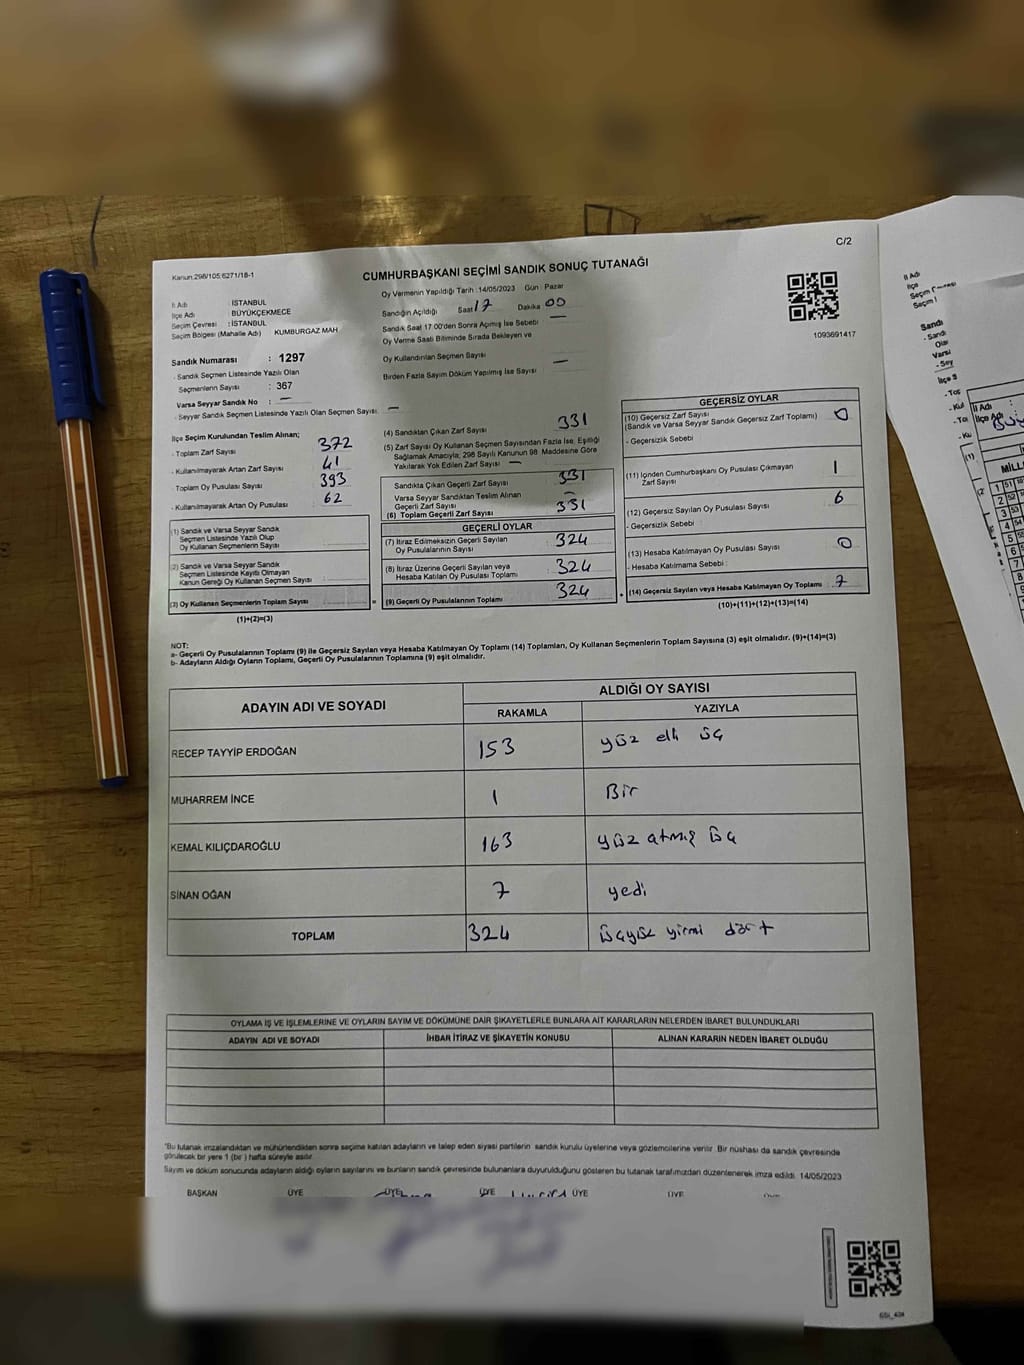 C/2
Kanun:298/105;6271/18-1
CUMHURBAŞKANI SEÇİMİ SANDIK SONUÇ TUTANAĞI
İl Adı : İSTANBUL
İlçe Adı : BÜYÜKÇEKMECE
Seçim Çevresi : İSTANBUL
Seçim Bölgesi (Mahalle Adı) KUMBURGAZ MAH
Oy Vermenin Yapıldığı Tarih :14/05/2023 Gün : Pazar
Sandığın Açıldığı Saat 17 Dakika 00
Sandık Saat 17:00'den Sonra Açımış İse Sebebi —
Oy Verme Saati Bitiminde Sırada Bekleyen ve
Oy Kullandırılan Seçmen Sayısı
Birden Fazla Sayım Döküm Yapılmış İse Sayısı : —
1093691417
Sandık Numarası : 1297
- Sandık Seçmen Listesinde Yazılı Olan
Seçmenlerin Sayısı : 367
Varsa Seyyar Sandık No : —
- Seyyar Sandık Seçmen Listesinde Yazılı Olan Seçmen Sayısı: —
İlçe Seçim Kurulundan Teslim Alınan;
- Toplam Zarf Sayısı : 372
- Kullanılmayarak Artan Zarf Sayısı : 41
- Toplam Oy Pusulası Sayısı : 393
- Kullanılmayarak Artan Oy Pusulası : 62
(1) Sandık ve Varsa Seyyar Sandık
Seçmen Listesinde Yazılı Olup
Oy Kullanan Seçmenlerin Sayısı :
(2) Sandık ve Varsa Seyyar Sandık
Seçmen Listesinde Kayıtlı Olmayan
Kanun Gereği Oy Kullanan Seçmen Sayısı :
(3) Oy Kullanan Seçmenlerin Toplam Sayısı =
(1)+(2)=(3)
(4) Sandıktan Çıkan Zarf Sayısı : 331
(5) Zarf Sayısı Oy Kullanan Seçmen Sayısından Fazla İse, Eşitliği
Sağlamak Amacıyla; 298 Sayılı Kanunun 98. Maddesine Göre
Yakılarak Yok Edilen Zarf Sayısı : —
Sandıkta Çıkan Geçerli Zarf Sayısı : 331
Varsa Seyyar Sandıktan Teslim Alınan
Geçerli Zarf Sayısı : —
(6) Toplam Geçerli Zarf Sayısı : 331
GEÇERLİ OYLAR
(7) İtiraz Edilmeksizin Geçerli Sayılan
Oy Pusulalarının Sayısı : 324
(8) İtiraz Üzerine Geçerli Sayılan veya
Hesaba Katılan Oy Pusulası Toplamı : 324
(9) Geçerli Oy Pusulalarının Toplamı : 324 +
GEÇERSİZ OYLAR
(10) Geçersiz Zarf Sayısı : 0
(Sandık ve Varsa Seyyar Sandık Geçersiz Zarf Toplamı)
- Geçersizlik Sebebi :
(11) İçinden Cumhurbaşkanı Oy Pusulası Çıkmayan
Zarf Sayısı : 1
(12) Geçersiz Sayılan Oy Pusulası Sayısı : 6
- Geçersizlik Sebebi :
(13) Hesaba Katılmayan Oy Pusulası Sayısı : 0
- Hesaba Katılmama Sebebi :
(14) Geçersiz Sayılan veya Hesaba Katılmayan Oy Toplamı : 7
(10)+(11)+(12)+(13)=(14)
NOT:
a- Geçerli Oy Pusulalarının Toplamı (9) ile Geçersiz Sayılan veya Hesaba Katılmayan Oy Toplamı (14) Toplamları, Oy Kullanan Seçmenlerin Toplam Sayısına (3) eşit olmalıdır. (9)+(14)=(3)
b- Adayların Aldığı Oyların Toplamı, Geçerli Oy Pusulalarının Toplamına (9) eşit olmalıdır.
ADAYIN ADI VE SOYADI
ALDIĞI OY SAYISI
RAKAMLA YAZIYLA
RECEP TAYYİP ERDOĞAN 153 yüz elli üç
MUHARREM İNCE 1 Bir
KEMAL KILIÇDAROĞLU 163 yüz atmış üç
SİNAN OĞAN 7 yedi
TOPLAM 324 üçyüz yirmi dört
OYLAMA İŞ VE İŞLEMLERİNE VE OYLARIN SAYIM VE DÖKÜMÜNE DAİR ŞİKAYETLERLE BUNLARA AİT KARARLARIN NELERDEN İBARET BULUNDUKLARI
ADAYIN ADI VE SOYADI İHBAR İTİRAZ VE ŞİKAYETİN KONUSU ALINAN KARARIN NEDEN İBARET OLDUĞU
*Bu tutanak imzalandıktan ve mühürlendikten sonra seçime katılan adayların ve talep eden siyasi partilerin sandık kurulu üyelerine veya gözlemcilerine verilir. Bir nüshası da sandık çevresinde
görülecek bir yere 1 (bir ) hafta süreyle asılır.
Sayım ve döküm sonucunda adayların aldığı oyların sayılarını ve bunların sandık çevresinde bulunanlara duyurulduğunu gösteren bu tutanak tarafımızdan düzenlenerek imza edildi. 14/05/2023
BAŞKAN ÜYE ÜYE ÜYE ÜYE ÜYE
İl Adı
İlçe
Seçim
Sandı
İl Adı :
İlçe Adı